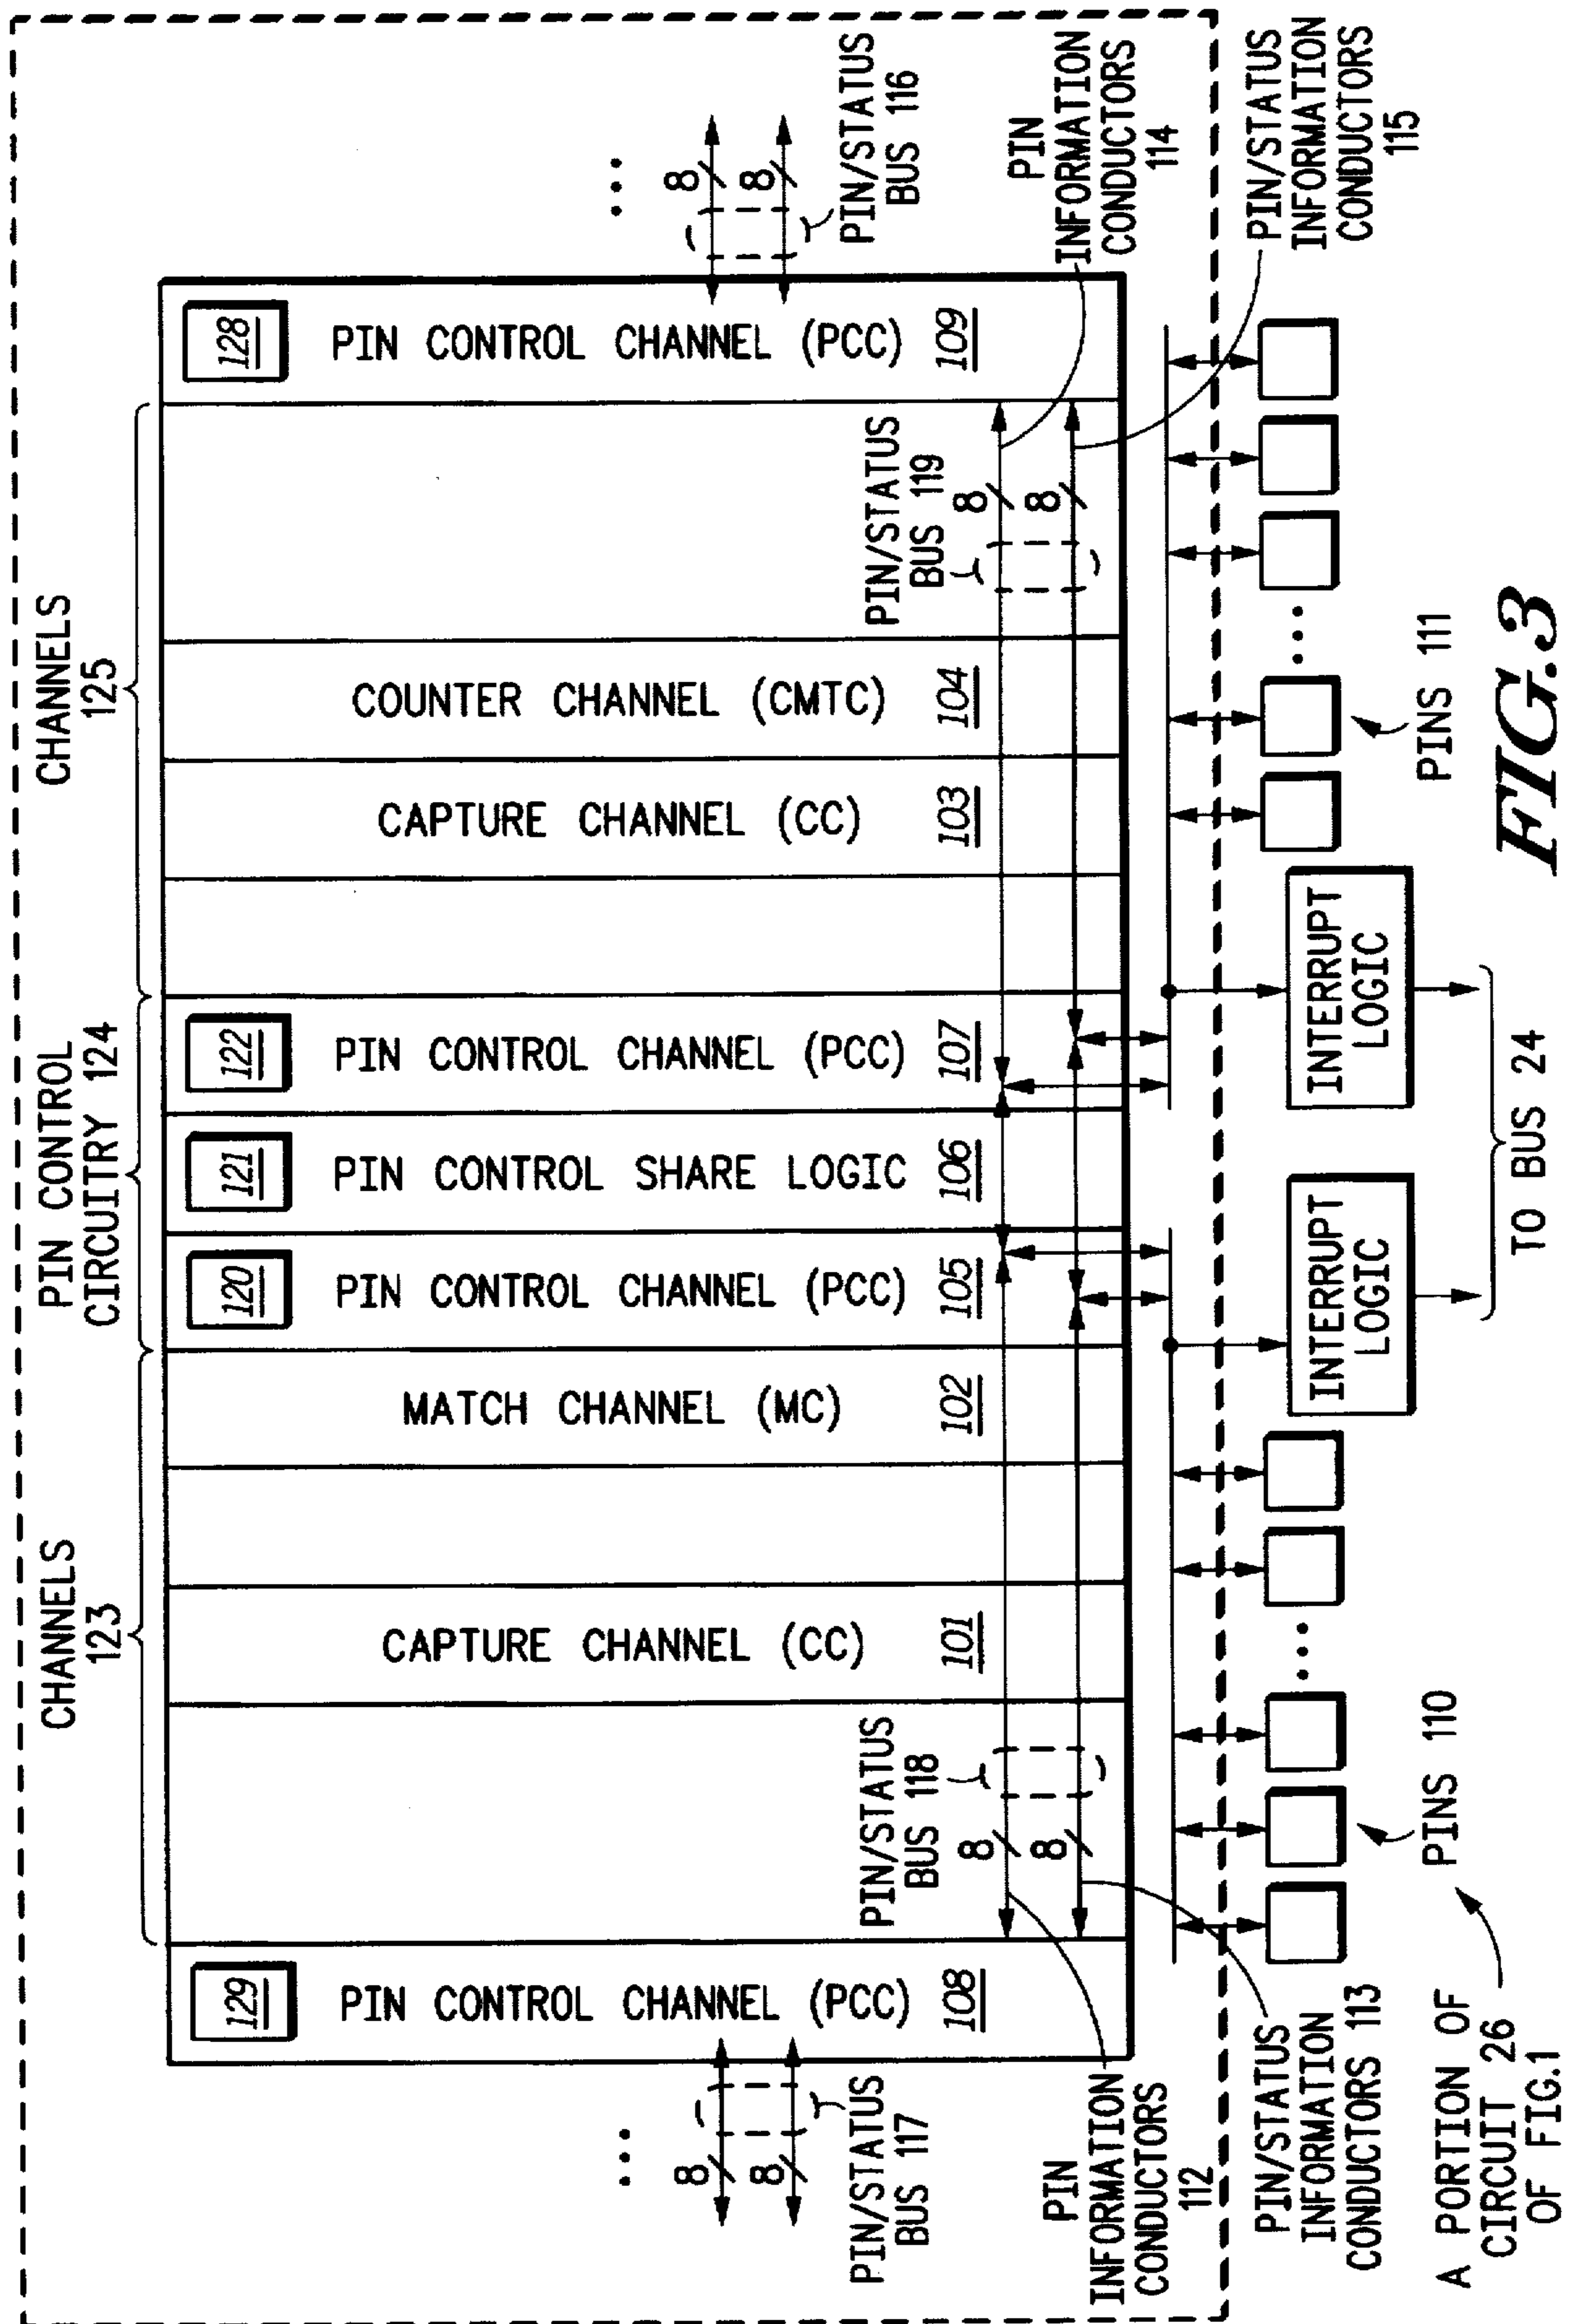 CHANNELS
123
PIN CONTROL
CIRCUITRY 124
CHANNELS
125
129
120
121
122
128
PIN CONTROL CHANNEL (PCC) 108
CAPTURE CHANNEL (CC) 101
MATCH CHANNEL (MC) 102
PIN CONTROL CHANNEL (PCC) 105
PIN CONTROL SHARE LOGIC 106
PIN CONTROL CHANNEL (PCC) 107
CAPTURE CHANNEL (CC) 103
COUNTER CHANNEL (CMTC) 104
PIN CONTROL CHANNEL (PCC) 109
...
8
8
PIN/STATUS
BUS 117
PIN/STATUS
BUS 118
8
8
PIN/STATUS
BUS 119
8
8
...
8
8
PIN/STATUS
BUS 116
PIN
INFORMATION
CONDUCTORS
112
PIN
INFORMATION
CONDUCTORS
114
PIN/STATUS
INFORMATION
CONDUCTORS 113
PIN/STATUS
INFORMATION
CONDUCTORS
115
...
INTERRUPT
LOGIC
INTERRUPT
LOGIC
...
PINS 110
TO BUS 24
PINS 111
A PORTION OF
CIRCUIT 26
OF FIG.1
FIG.3